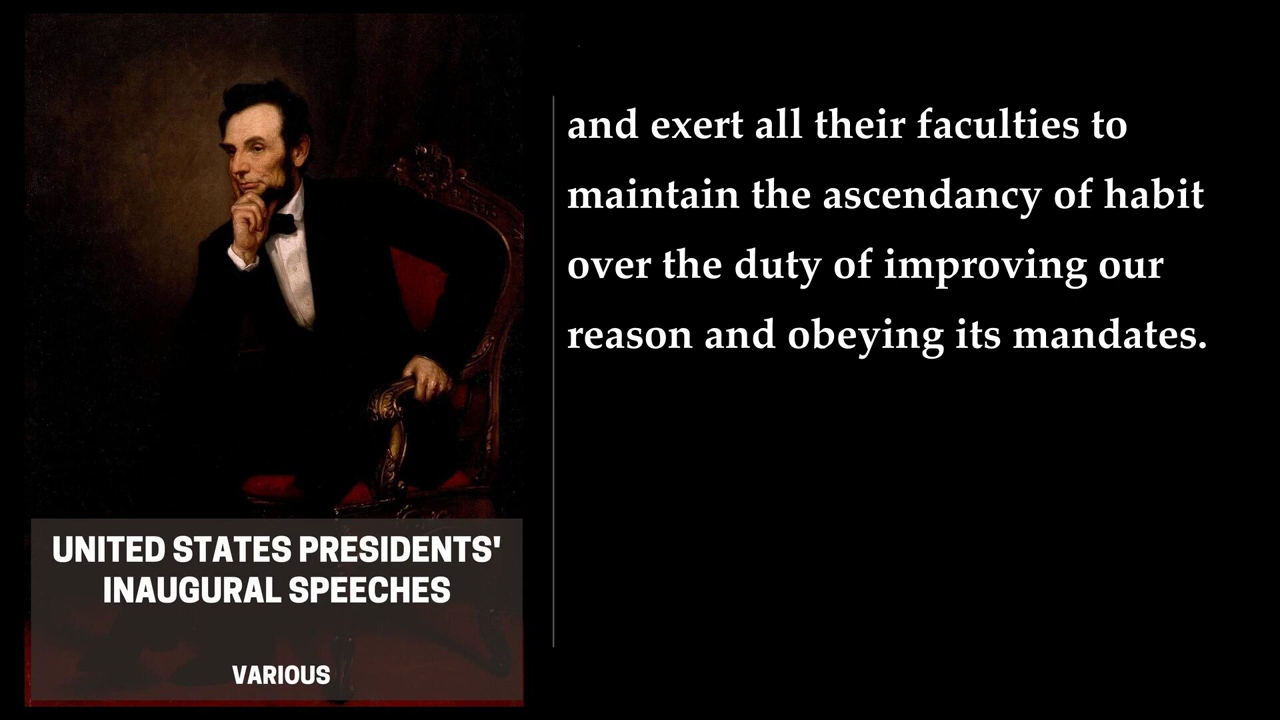 and exert all their faculties to
maintain the ascendancy of habit
over the duty of improving our
reason and obeying its mandates.
UNITED STATES PRESIDENTS'
INAUGURAL SPEECHES
VARIOUS